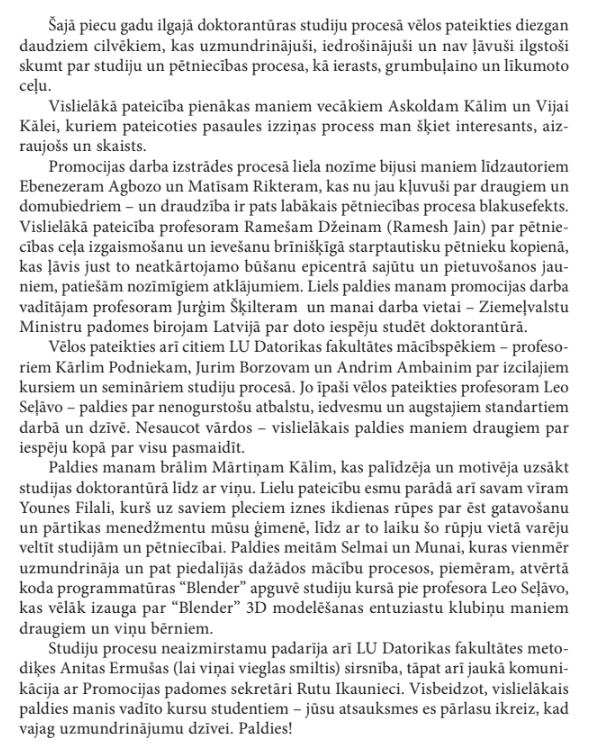 Šajā piecu gadu ilgajā doktorantūras studiju procesā vēlos pateikties diezgan
daudziem cilvēkiem, kas uzmundrinājuši, iedrošinājuši un nav ļāvuši ilgstoši
skumt par studiju un pētniecības procesa, kā ierasts, grumbuļaino un līkumoto
ceļu.
Vislielākā pateicība pienākas maniem vecākiem Askoldam Kālim un Vijai
Kālei, kuriem pateicoties pasaules izziņas process man šķiet interesants, aiz-
raujošs un skaists.
Promocijas darba izstrādes procesā liela nozīme bijusi maniem līdzautoriem
Ebenezeram Agbozo un Matīsam Rikteram, kas nu jau kļuvuši par draugiem un
domubiedriem – un draudzība ir pats labākais pētniecības procesa blakusefekts.
Vislielākā pateicība profesoram Ramešam Džeinam (Ramesh Jain) par pētnie-
cības ceļa izgaismošanu un ievešanu brīnišķīgā starptautisku pētnieku kopienā,
kas ļāvis just to neatkārtojamo būšanu epicentrā sajūtu un pietuvošanos jau-
niem, patiešām nozīmīgiem atklājumiem. Liels paldies manam promocijas darba
vadītājam profesoram Jurģim Šķilteram un manai darba vietai – Ziemeļvalstu
Ministru padomes birojam Latvijā par doto iespēju studēt doktorantūrā.
Vēlos pateikties arī citiem LU Datorikas fakultātes mācībspēkiem – profeso-
riem Kārlim Podniekam, Jurim Borzovam un Andrim Ambainim par izcilajiem
kursiem un semināriem studiju procesā. Jo īpaši vēlos pateikties profesoram Leo
Seļāvo – paldies par nenogurstošu atbalstu, iedvesmu un augstajiem standartiem
darbā un dzīvē. Nesaucot vārdos – vislielākais paldies maniem draugiem par
iespēju kopā par visu pasmaidīt.
Paldies manam brālim Mārtiņam Kālim, kas palīdzēja un motivēja uzsākt
studijas doktorantūrā līdz ar viņu. Lielu pateicību esmu parādā arī savam vīram
Younes Filali, kurš uz saviem pleciem iznes ikdienas rūpes par ēst gatavošanu
un pārtikas menedžmentu mūsu ģimenē, līdz ar to laiku šo rūpju vietā varēju
veltīt studijām un pētniecībai. Paldies meitām Selmai un Munai, kuras vienmēr
uzmundrināja un pat piedalījās dažādos mācību procesos, piemēram, atvērtā
koda programmatūras “Blender” apguvē studiju kursā pie profesora Leo Seļāvo,
kas vēlāk izauga par “Blender” 3D modelēšanas entuziastu klubiņu maniem
draugiem un viņu bērniem.
Studiju procesu neaizmirstamu padarīja arī LU Datorikas fakultātes meto-
diķes Anitas Ermušas (lai viņai vieglas smiltis) sirsnība, tāpat arī jaukā komuni-
kācija ar Promocijas padomes sekretāri Rutu Ikaunieci. Visbeidzot, vislielākais
paldies manis vadīto kursu studentiem – jūsu atsauksmes es pārlasu ikreiz, kad
vajag uzmundrinājumu dzīvei. Paldies!